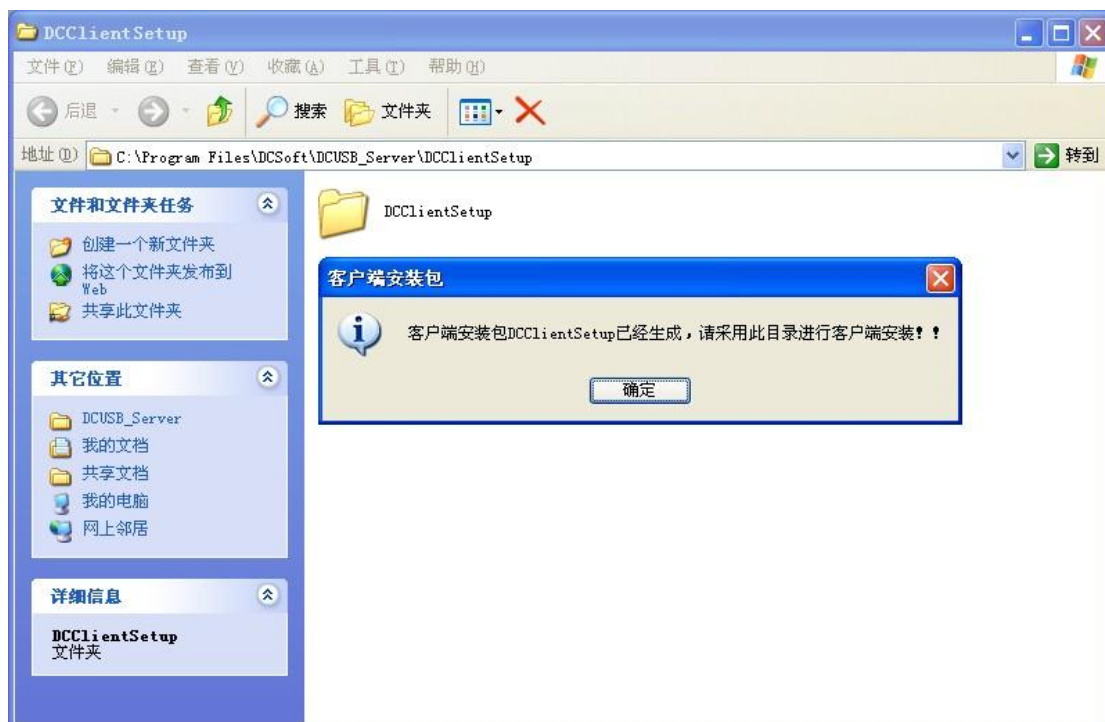 DCClientSetup
文件(F) 编辑(E) 查看(V) 收藏(A) 工具(T) 帮助(H)
后退 搜索 文件夹
地址(D) C:\Program Files\DCSoft\DCUSB_Server\DCClientSetup 转到
文件和文件夹任务
创建一个新文件夹
将这个文件夹发布到
Web
共享此文件夹
其它位置
DCUSB_Server
我的文档
共享文档
我的电脑
网上邻居
详细信息
DCClientSetup
文件夹
DCClientSetup
客户端安装包
客户端安装包DCClientSetup已经生成，请采用此目录进行客户端安装！！
确定